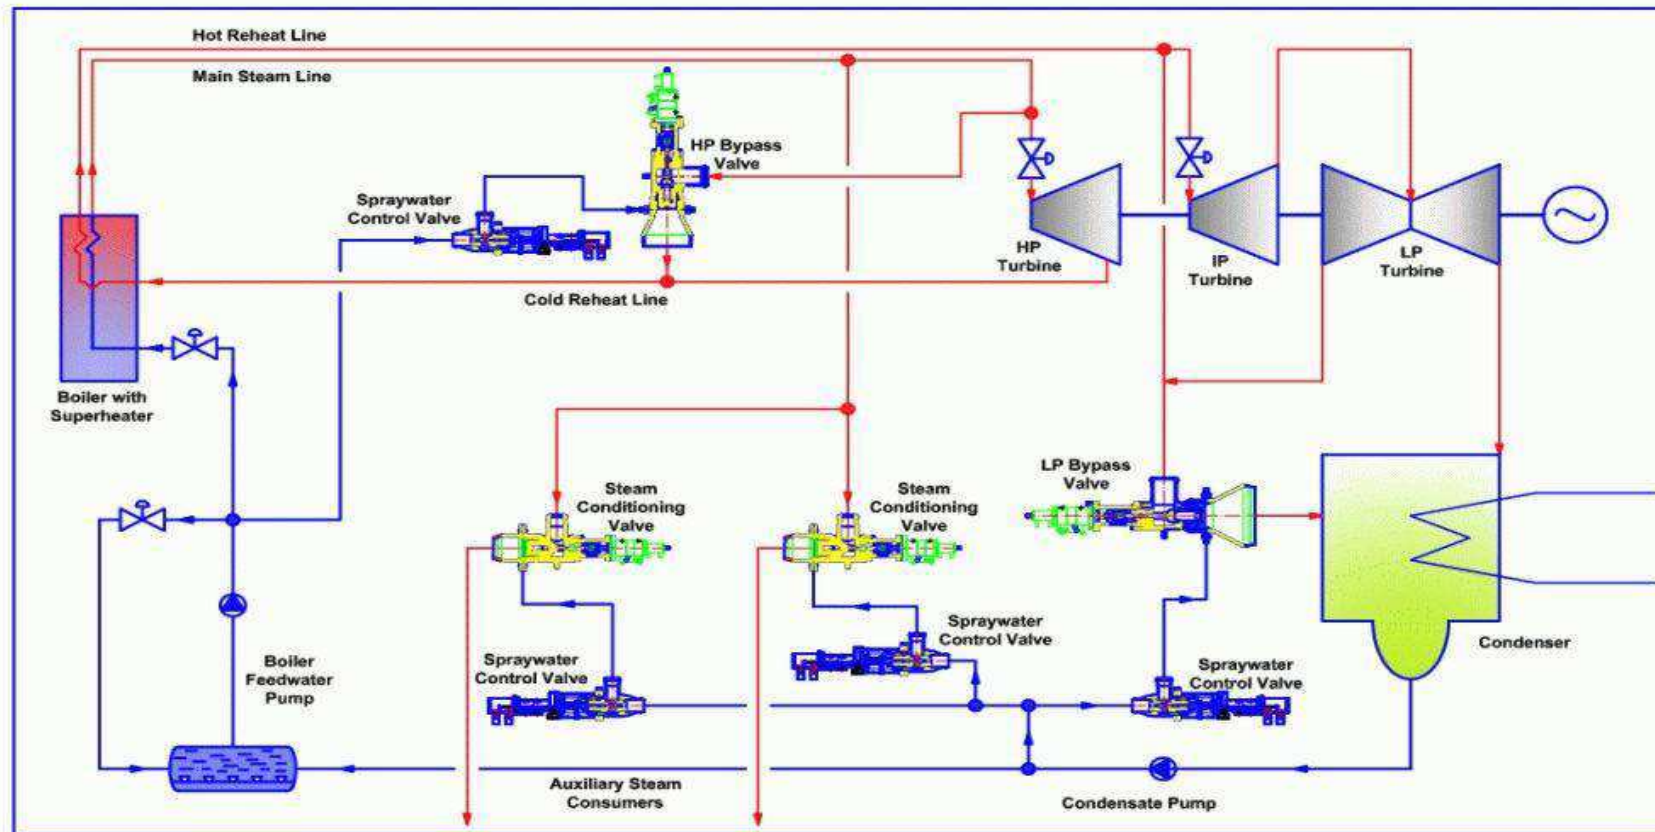 Hot Reheat Line
Main Steam Line
HP Bypass
Valve
Spraywater
Control Valve
HP
Turbine
IP
Turbine
LP
Turbine
Cold Reheat Line
Boiler with
Superheater
Steam
Conditioning
Valve
Steam
Conditioning
Valve
LP Bypass
Valve
Spraywater
Control Valve
Condenser
Boiler
Feedwater
Pump
Spraywater
Control Valve
Spraywater
Control Valve
Auxiliary Steam
Consumers
Condensate Pump